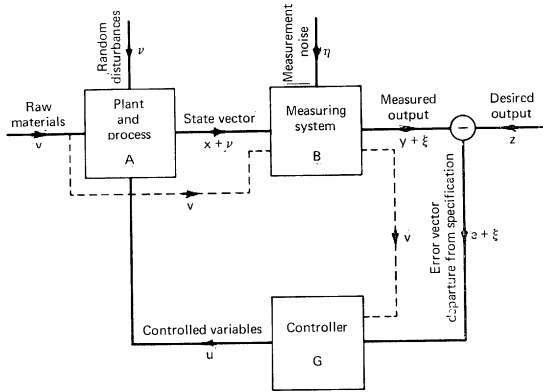 Random
disturbances
ν
Measurement
noise
η
Raw
materials
v
Plant
and
process
A
State vector
x + ν
Measuring
system
B
Measured
output
y + ξ
Desired
output
z
−
v
v
Error vector
departure from specification
e + ξ
Controlled variables
u
Controller
G